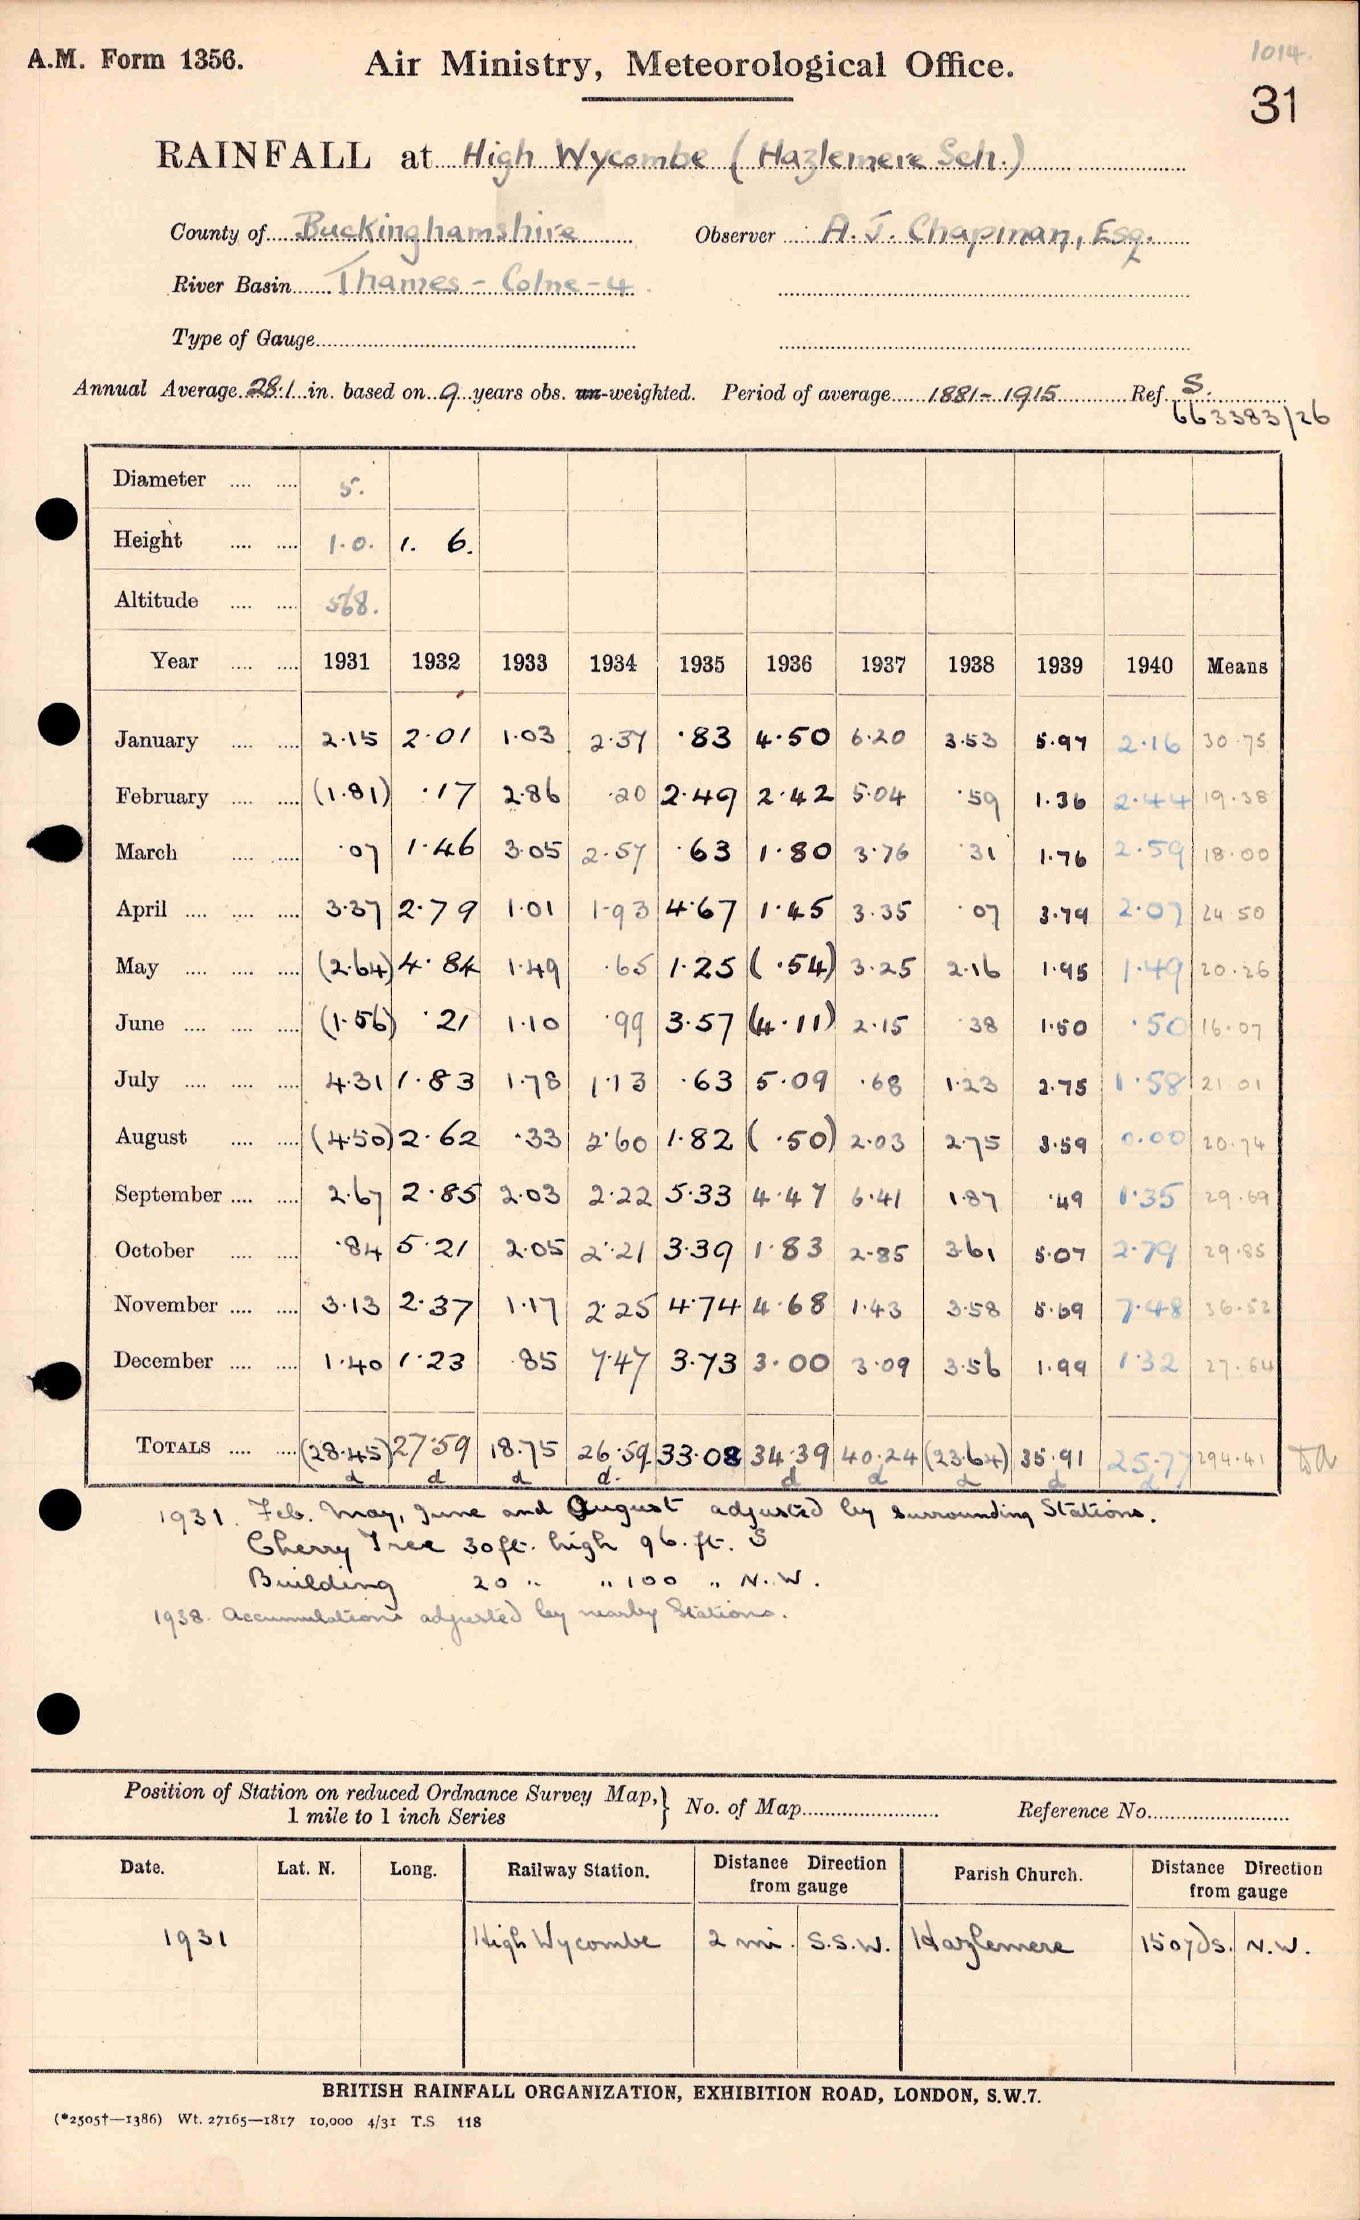 A.M. Form 1356.
Air Ministry, Meteorological Office.
1014.
31
RAINFALL at High Wycombe (Hazlemere Sch.)
County of Buckinghamshire Observer A. J. Chapman, Esq.
River Basin Thames - Colne - 4.
Type of Gauge
Annual Average 28.1 in. based on 9 years obs. un-weighted. Period of average 1881-1915 Ref. S.
663383/26
Diameter .... .... 5.
Height .... .... 1.0. 1. 6.
Altitude .... .... 568.
Year .... .... 1931 1932 1933 1934 1935 1936 1937 1938 1939 1940 Means
January .... .... 2.15 2.01 1.03 2.37 .83 4.50 6.20 3.53 5.97 2.16 30.75
February .... .... (1.81) .17 2.86 .20 2.49 2.42 5.04 .59 1.36 2.44 19.38
March .... .... .07 1.46 3.05 2.57 .63 1.80 3.76 .31 1.76 2.59 18.00
April .... .... .... 3.37 2.79 1.01 1.93 4.67 1.45 3.35 .07 3.79 2.07 24.50
May .... .... .... (2.64) 4.84 1.49 .65 1.25 (.54) 3.25 2.16 1.95 1.49 20.26
June .... .... .... (1.56) .21 1.10 .99 3.57 (4.11) 2.15 .38 1.50 .50 16.07
July .... .... .... 4.31 1.83 1.78 1.13 .63 5.09 .68 1.23 2.75 1.58 21.01
August .... .... (4.50) 2.62 .33 2.60 1.82 (.50) 2.03 2.75 3.59 0.00 20.74
September .... .... 2.67 2.85 2.03 2.22 5.33 4.47 6.41 1.87 .49 1.35 29.69
October .... .... .84 5.21 2.05 2.21 3.39 1.83 2.85 3.61 5.07 2.79 29.85
November .... .... 3.13 2.37 1.17 2.25 4.74 4.68 1.43 3.58 5.69 7.48 36.52
December .... .... 1.40 1.23 .85 7.47 3.73 3.00 3.09 3.56 1.99 1.32 27.64
TOTALS .... .... (28.45) 27.59 18.75 26.59 33.08 34.39 40.24 (23.64) 35.91 25.77 294.41
d d d d. d d d d d
1931. Feb. May, June and August adjusted by surrounding Stations.
Cherry Tree 30ft. high 96.ft. S
Building 20 " " 100 " N.W.
1938. Accumulations adjusted by nearby Stations.
Position of Station on reduced Ordnance Survey Map,} No. of Map Reference No.
1 mile to 1 inch Series
Date. Lat. N. Long. Railway Station. Distance Direction from gauge Parish Church. Distance Direction from gauge
1931 High Wycombe 2 mi. S.S.W. Hazlemere 150yds. N.W.
BRITISH RAINFALL ORGANIZATION, EXHIBITION ROAD, LONDON, S.W.7.
(*2505†—1386) Wt. 27165—1817 10,000 4/31 T.S 118